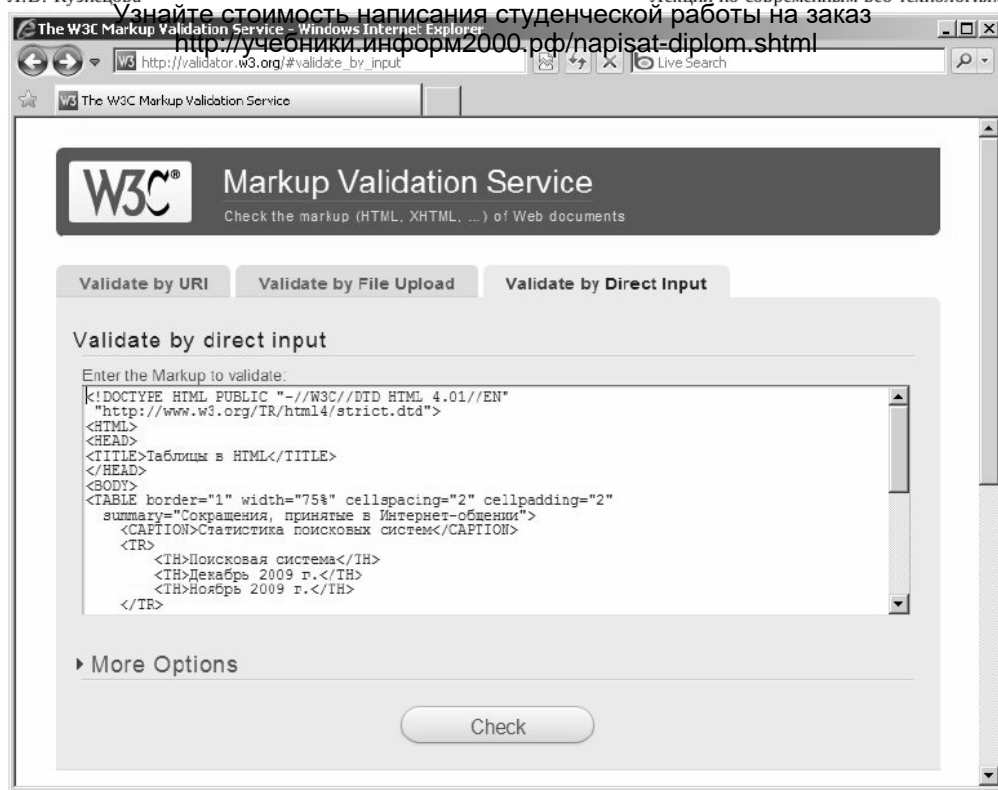 Узнайте стоимость написания студенческой работы на заказ
The W3C Markup Validation Service - Windows Internet Explorer
http://учебники.информ2000.рф/napisat-diplom.shtml
http://validator.w3.org/#validate_by_input
Live Search
The W3C Markup Validation Service
W3C® Markup Validation Service
Check the markup (HTML, XHTML, ...) of Web documents
Validate by URI Validate by File Upload Validate by Direct Input
Validate by direct input
Enter the Markup to validate:
<!DOCTYPE HTML PUBLIC "-//W3C//DTD HTML 4.01//EN"
"http://www.w3.org/TR/html4/strict.dtd">
<HTML>
<HEAD>
<TITLE>Таблицы в HTML</TITLE>
</HEAD>
<BODY>
<TABLE border="1" width="75%" cellspacing="2" cellpadding="2"
summary="Сокращения, принятые в Интернет-общении">
<CAPTION>Статистика поисковых систем</CAPTION>
<TR>
<TH>Поисковая система</TH>
<TH>Декабрь 2009 г.</TH>
<TH>Ноябрь 2009 г.</TH>
</TR>
More Options
Check